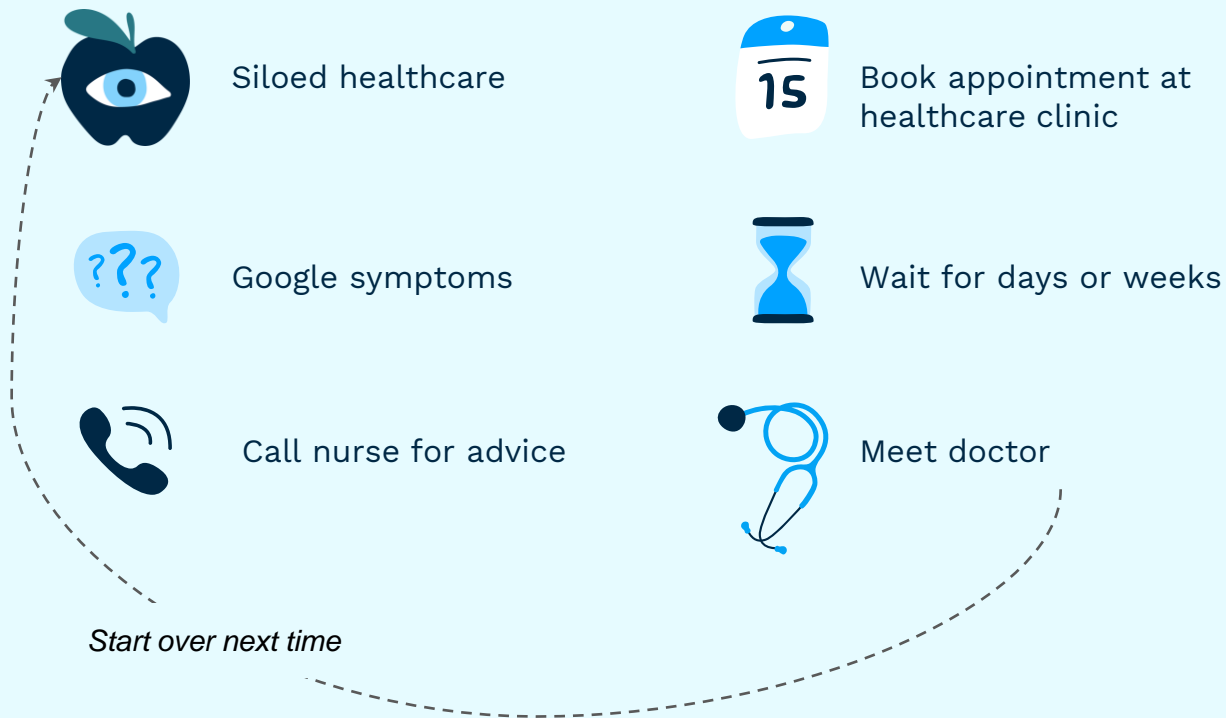 Siloed healthcare
Google symptoms
Call nurse for advice
15
Book appointment at
healthcare clinic
Wait for days or weeks
Meet doctor
Start over next time
???